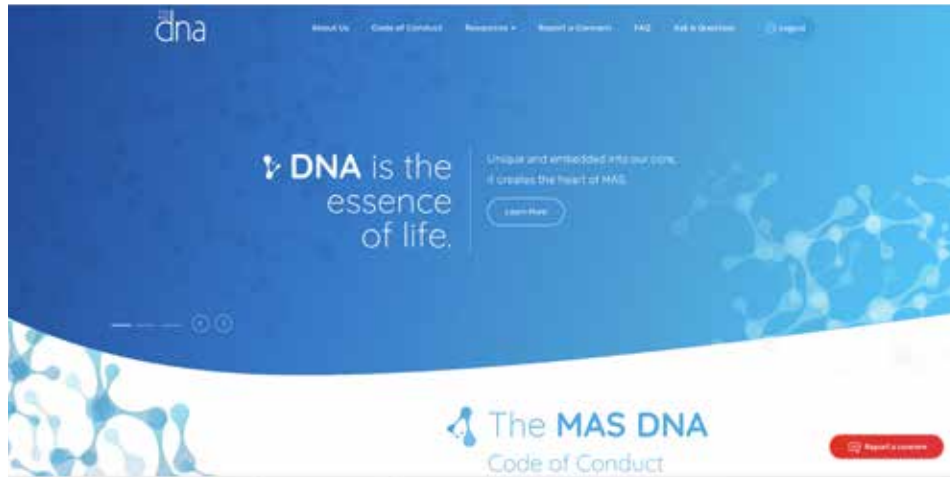 dna
About Us Code of Conduct Resources Report a Concern FAQ Ask a Question Logout
DNA is the
essence
of life.
Unique and embedded into our core,
it creates the heart of MAS.
Learn More
The MAS DNA
Code of Conduct
Report a concern